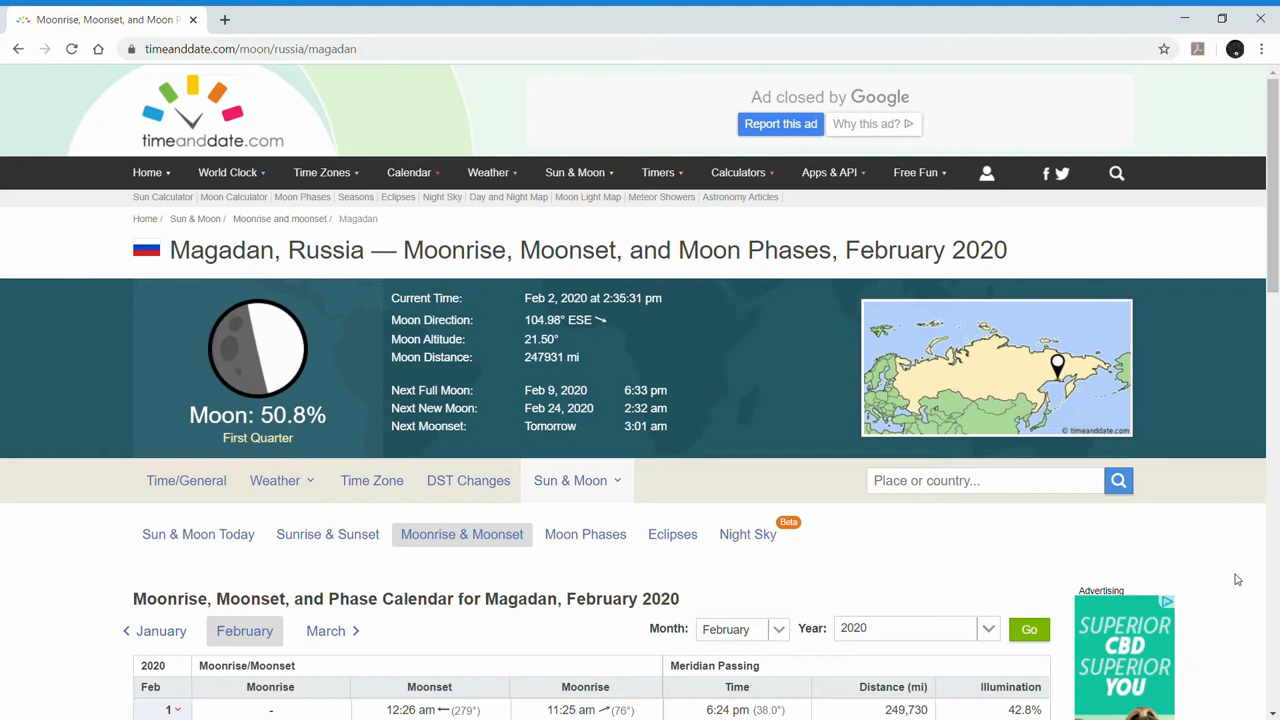 Moonrise, Moonset, and Moon P
timeanddate.com/moon/russia/magadan
timeanddate.com
Ad closed by Google
Report this ad
Why this ad?
Home
World Clock
Time Zones
Calendar
Weather
Sun & Moon
Timers
Calculators
Apps & API
Free Fun
Sun Calculator
Moon Calculator
Moon Phases
Seasons
Eclipses
Night Sky
Day and Night Map
Moon Light Map
Meteor Showers
Astronomy Articles
Home / Sun & Moon / Moonrise and moonset / Magadan
Magadan, Russia — Moonrise, Moonset, and Moon Phases, February 2020
Moon: 50.8%
First Quarter
Current Time: Feb 2, 2020 at 2:35:31 pm
Moon Direction: 104.98° ESE
Moon Altitude: 21.50°
Moon Distance: 247931 mi
Next Full Moon: Feb 9, 2020 6:33 pm
Next New Moon: Feb 24, 2020 2:32 am
Next Moonset: Tomorrow 3:01 am
© timeanddate.com
Time/General
Weather
Time Zone
DST Changes
Sun & Moon
Place or country...
Sun & Moon Today
Sunrise & Sunset
Moonrise & Moonset
Moon Phases
Eclipses
Night Sky
Beta
Moonrise, Moonset, and Phase Calendar for Magadan, February 2020
January
February
March
Month: February
Year: 2020
Go
2020 Moonrise/Moonset Meridian Passing
Feb Moonrise Moonset Moonrise Time Distance (mi) Illumination
1 - 12:26 am (279°) 11:25 am (76°) 6:24 pm (38.0°) 249,730 42.8%
Advertising
SUPERIOR
CBD
SUPERIOR
YOU